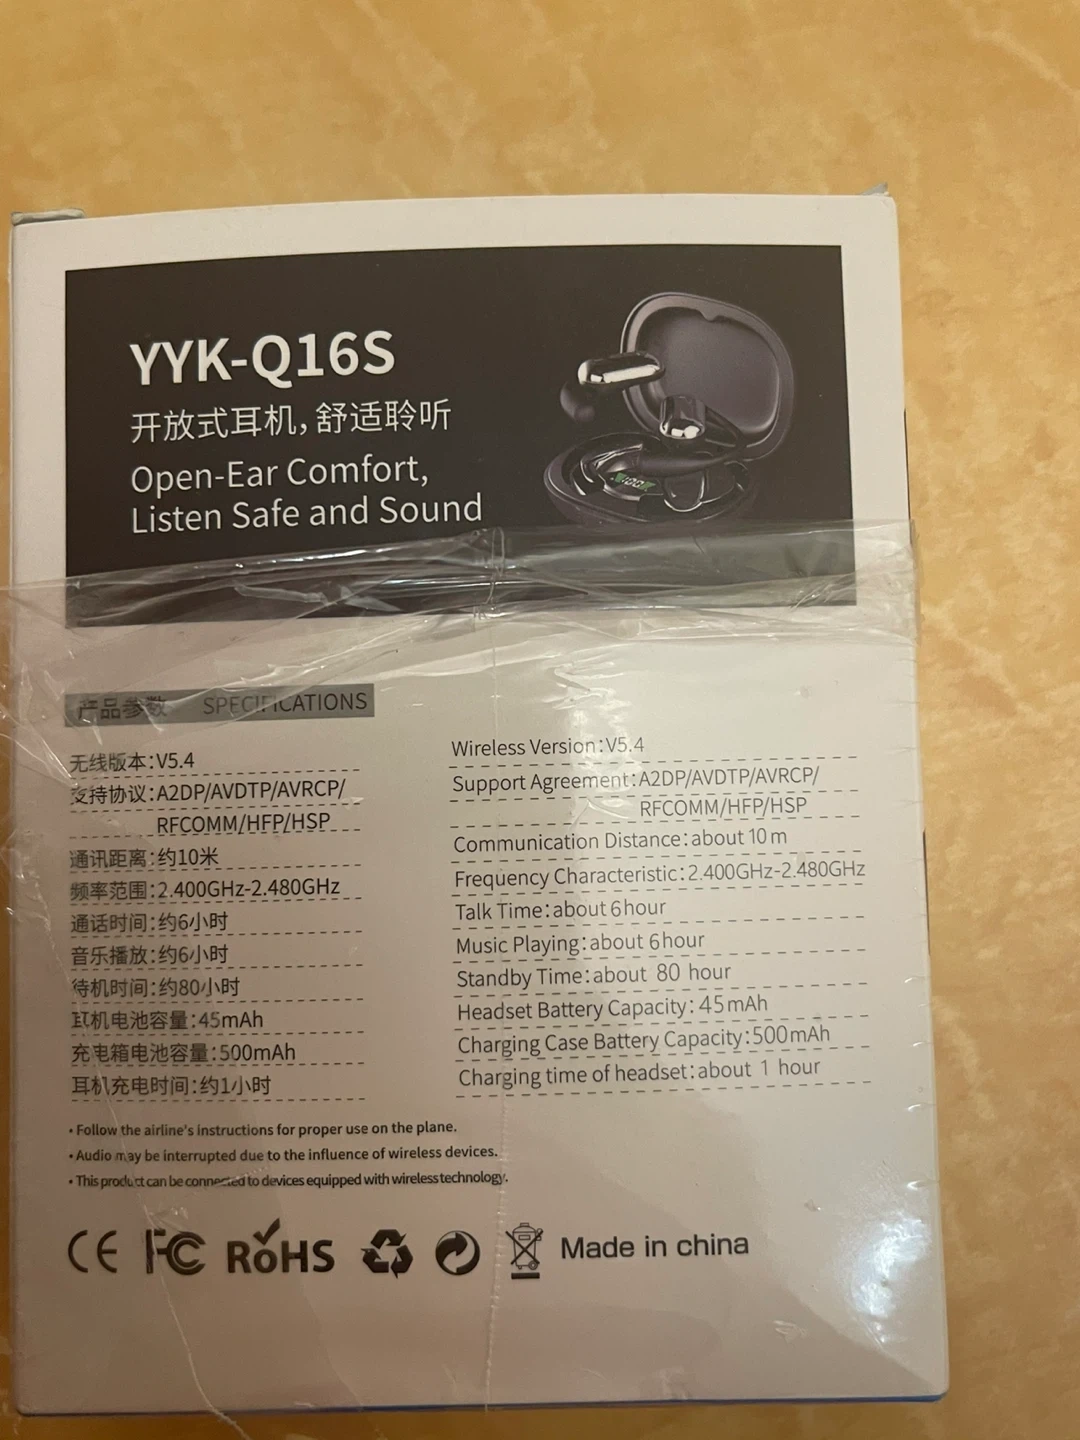 YYK-Q16S
开放式耳机，舒适聆听
Open-Ear Comfort,
Listen Safe and Sound
产品参数 SPECIFICATIONS
无线版本：V5.4
支持协议：A2DP/AVDTP/AVRCP/
RFCOMM/HFP/HSP
通讯距离：约10米
频率范围：2.400GHz-2.480GHz
通话时间：约6小时
音乐播放：约6小时
待机时间：约80小时
耳机电池容量：45mAh
充电箱电池容量：500mAh
耳机充电时间：约1小时
Wireless Version：V5.4
Support Agreement：A2DP/AVDTP/AVRCP/
RFCOMM/HFP/HSP
Communication Distance：about 10m
Frequency Characteristic：2.400GHz-2.480GHz
Talk Time：about 6hour
Music Playing：about 6hour
Standby Time：about 80 hour
Headset Battery Capacity：45mAh
Charging Case Battery Capacity：500mAh
Charging time of headset：about 1 hour
• Follow the airline's instructions for proper use on the plane.
• Audio may be interrupted due to the influence of wireless devices.
• This product can be connected to devices equipped with wireless technology.
CE FC RoHS Made in china